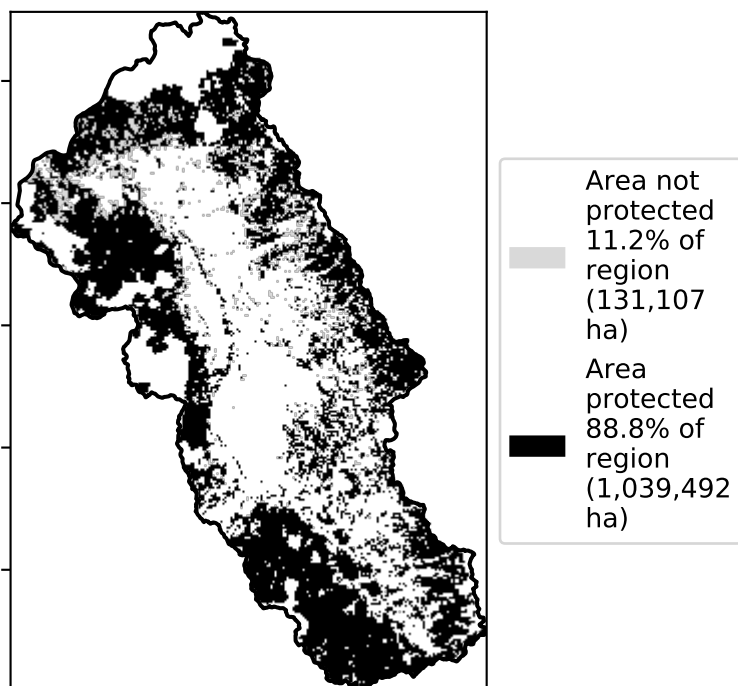 Area not
protected
11.2% of
region
(131,107
ha)
Area
protected
88.8% of
region
(1,039,492
ha)